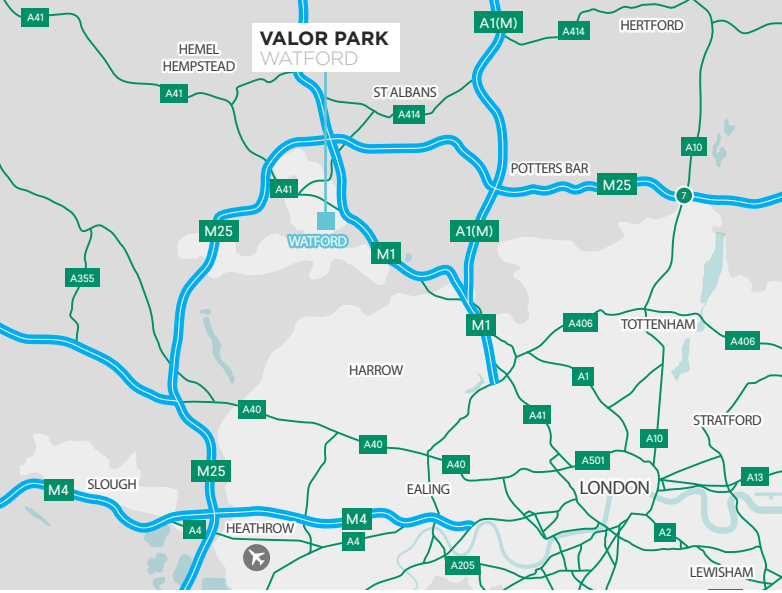 A41
A1(M)
A414
HERTFORD
VALOR PARK
WATFORD
HEMEL
HEMPSTEAD
A41
ST ALBANS
A414
A10
POTTERS BAR
M25
A41
7
M25
A1(M)
WATFORD
M1
A355
M1
A406
TOTTENHAM
A406
HARROW
A1
A40
A41
STRATFORD
A10
A40
A501
A40
M25
A13
SLOUGH
M4
EALING
LONDON
M4
A4
HEATHROW
A4
A2
A205
LEWISHAM